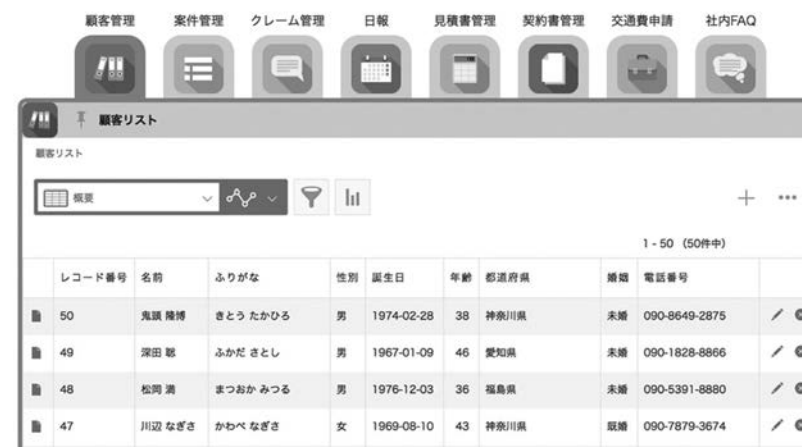 顧客管理 案件管理 クレーム管理 日報 見積書管理 契約書管理 交通費申請 社内FAQ
顧客リスト
顧客リスト
概要
1 - 50 (50件中)
レコード番号 名前 ふりがな 性別 誕生日 年齢 都道府県 婚姻 電話番号
50 鬼頭 隆博 きとう たかひろ 男 1974-02-28 38 神奈川県 未婚 090-8649-2875
49 深田 聡 ふかだ さとし 男 1967-01-09 46 愛知県 未婚 090-1828-8866
48 松岡 満 まつおか みつる 男 1976-12-03 36 福島県 未婚 090-5391-8880
47 川辺 なぎさ かわべ なぎさ 女 1969-08-10 43 神奈川県 既婚 090-7879-3674